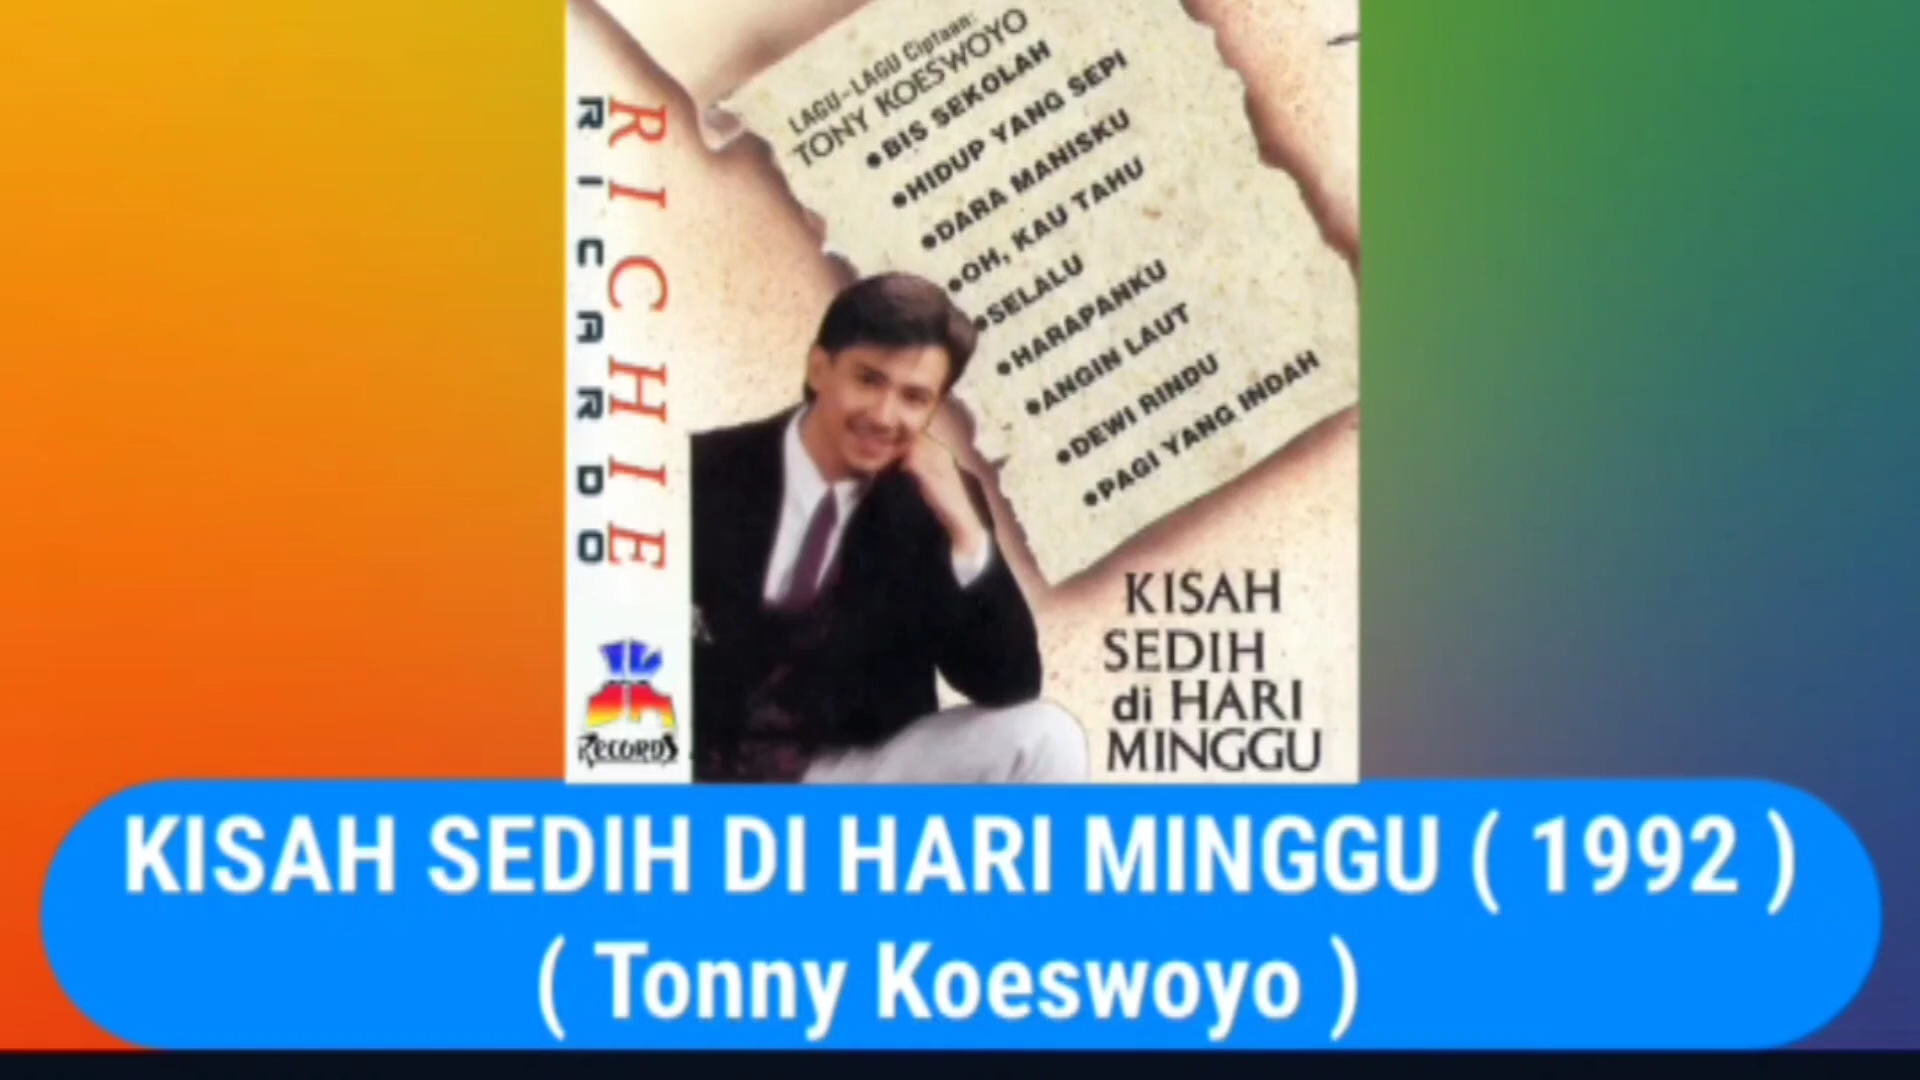 RICHIE
RICARDO
LAGU-LAGU Ciptaan:
TONY KOESWOYO
•BIS SEKOLAH
•HIDUP YANG SEPI
•DARA MANISKU
•OH, KAU TAHU
•SELALU
•HARAPANKU
•ANGIN LAUT
•DEWI RINDU
•PAGI YANG INDAH
KISAH
SEDIH
di HARI
MINGGU
RECORDS
KISAH SEDIH DI HARI MINGGU ( 1992 )
( Tonny Koeswoyo )